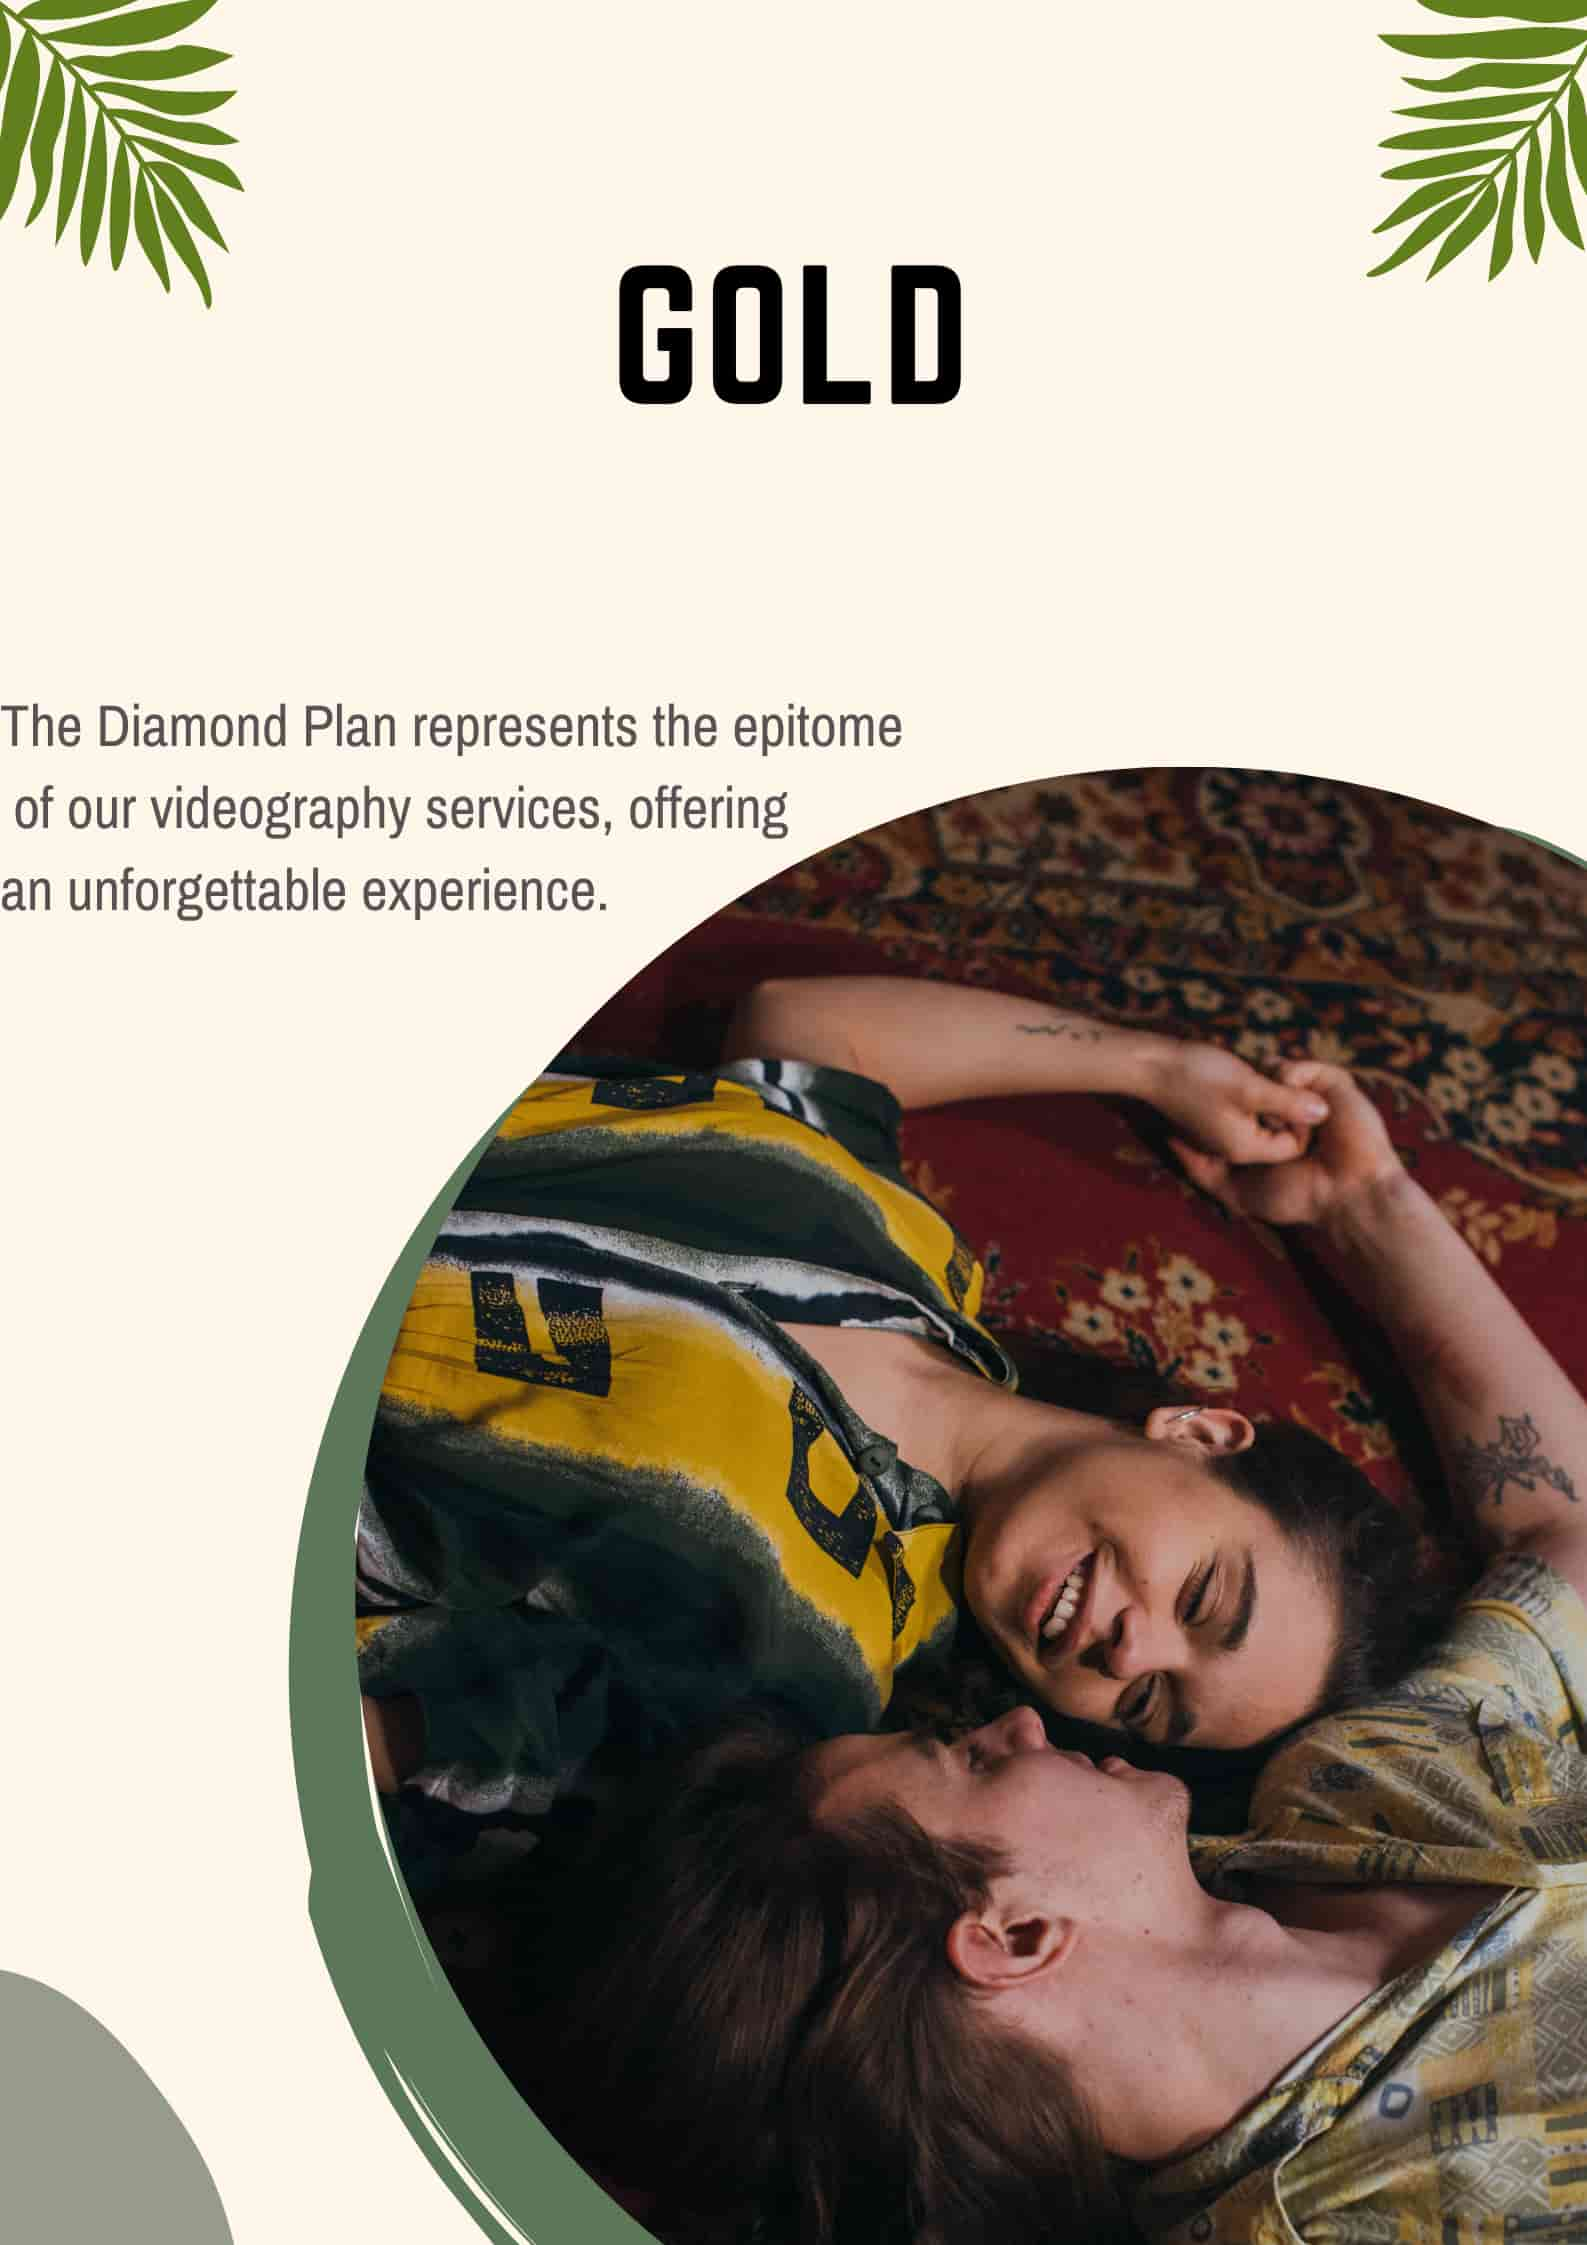 GOLD
The Diamond Plan represents the epitome
of our videography services, offering
an unforgettable experience.